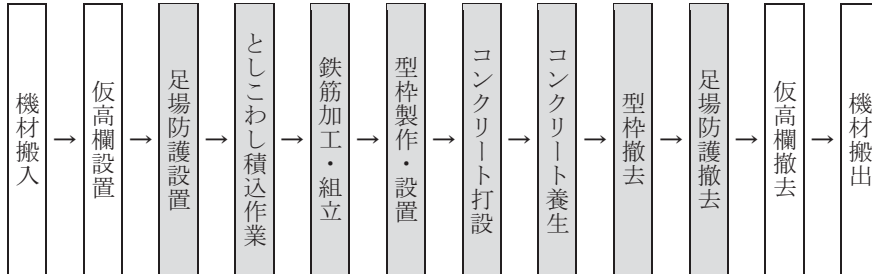 機材搬入
→
仮高欄設置
→
足場防護設置
→
としこわし積込作業
→
鉄筋加工・組立
→
型枠製作・設置
→
コンクリート打設
→
コンクリート養生
→
型枠撤去
→
足場防護撤去
→
仮高欄撤去
→
機材搬出